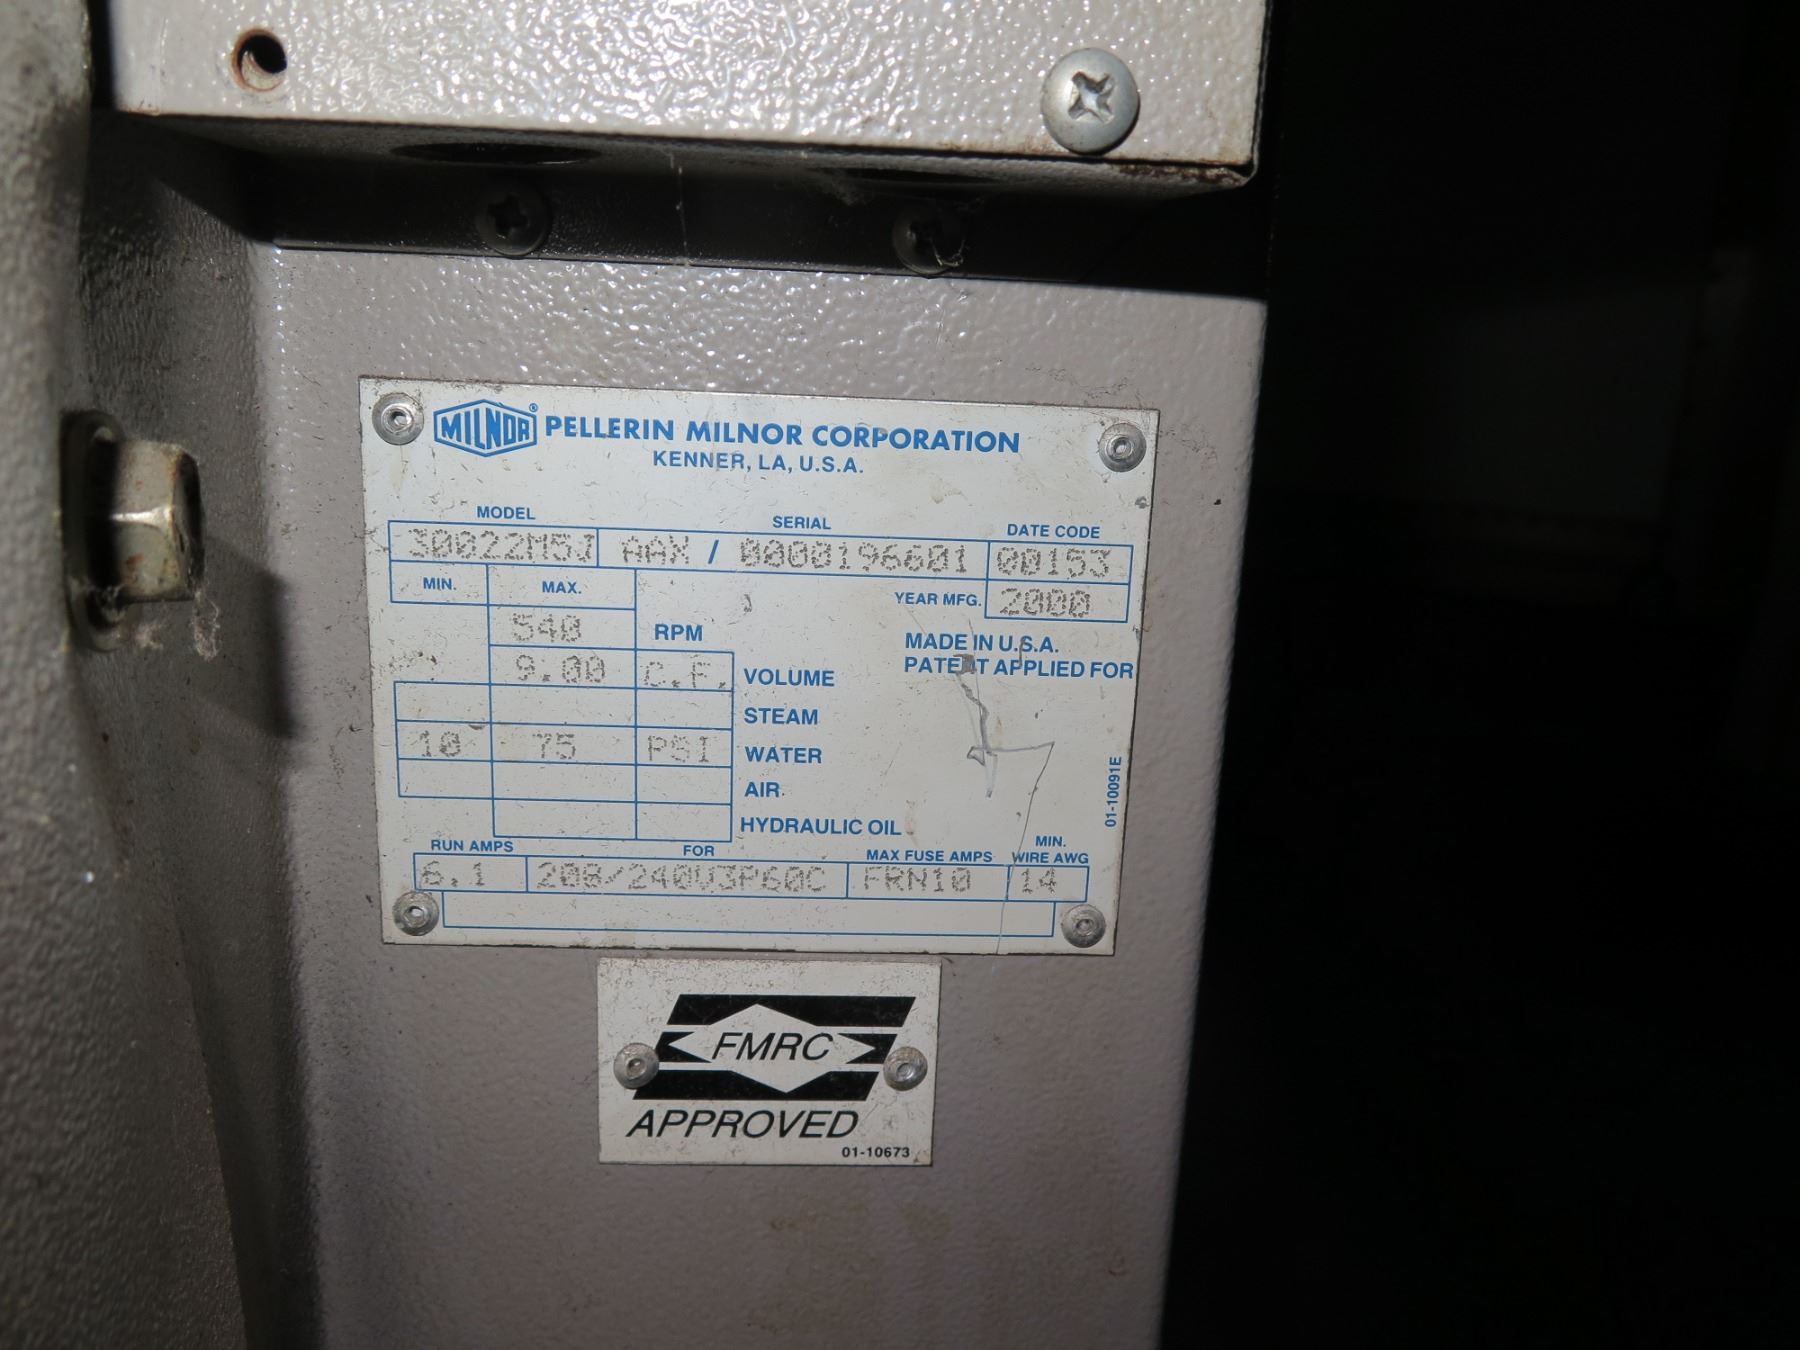 MILNOR® PELLERIN MILNOR CORPORATION
KENNER, LA, U.S.A.
MODEL SERIAL DATE CODE
30022M5J AAX / 0000196601 00153
MIN. MAX. YEAR MFG. 2000
540 RPM
MADE IN U.S.A.
9.00 C.F. VOLUME
PATENT APPLIED FOR
STEAM
10 75 PSI WATER
AIR
HYDRAULIC OIL
01-10091E
RUN AMPS FOR MAX FUSE AMPS MIN. WIRE AWG
6.1 208/240V3P60C FRN10 14
FMRC
APPROVED
01-10673